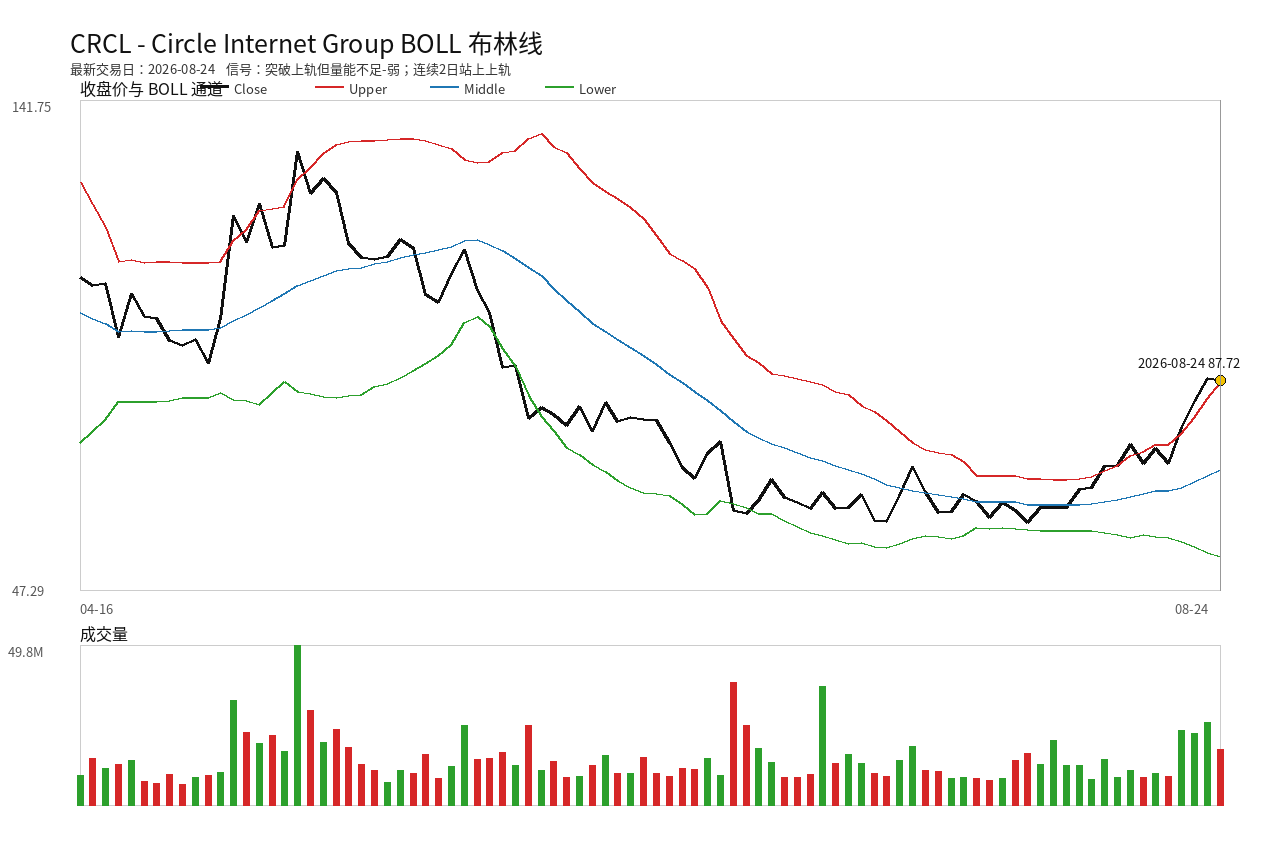 CRCL - Circle Internet Group BOLL 布林线
最新交易日：2026-08-24 信号：突破上轨但量能不足-弱；连续2日站上上轨
收盘价与 BOLL 通道 Close Upper Middle Lower
141.75
2026-08-24 87.72
47.29
04-16 08-24
成交量
49.8M